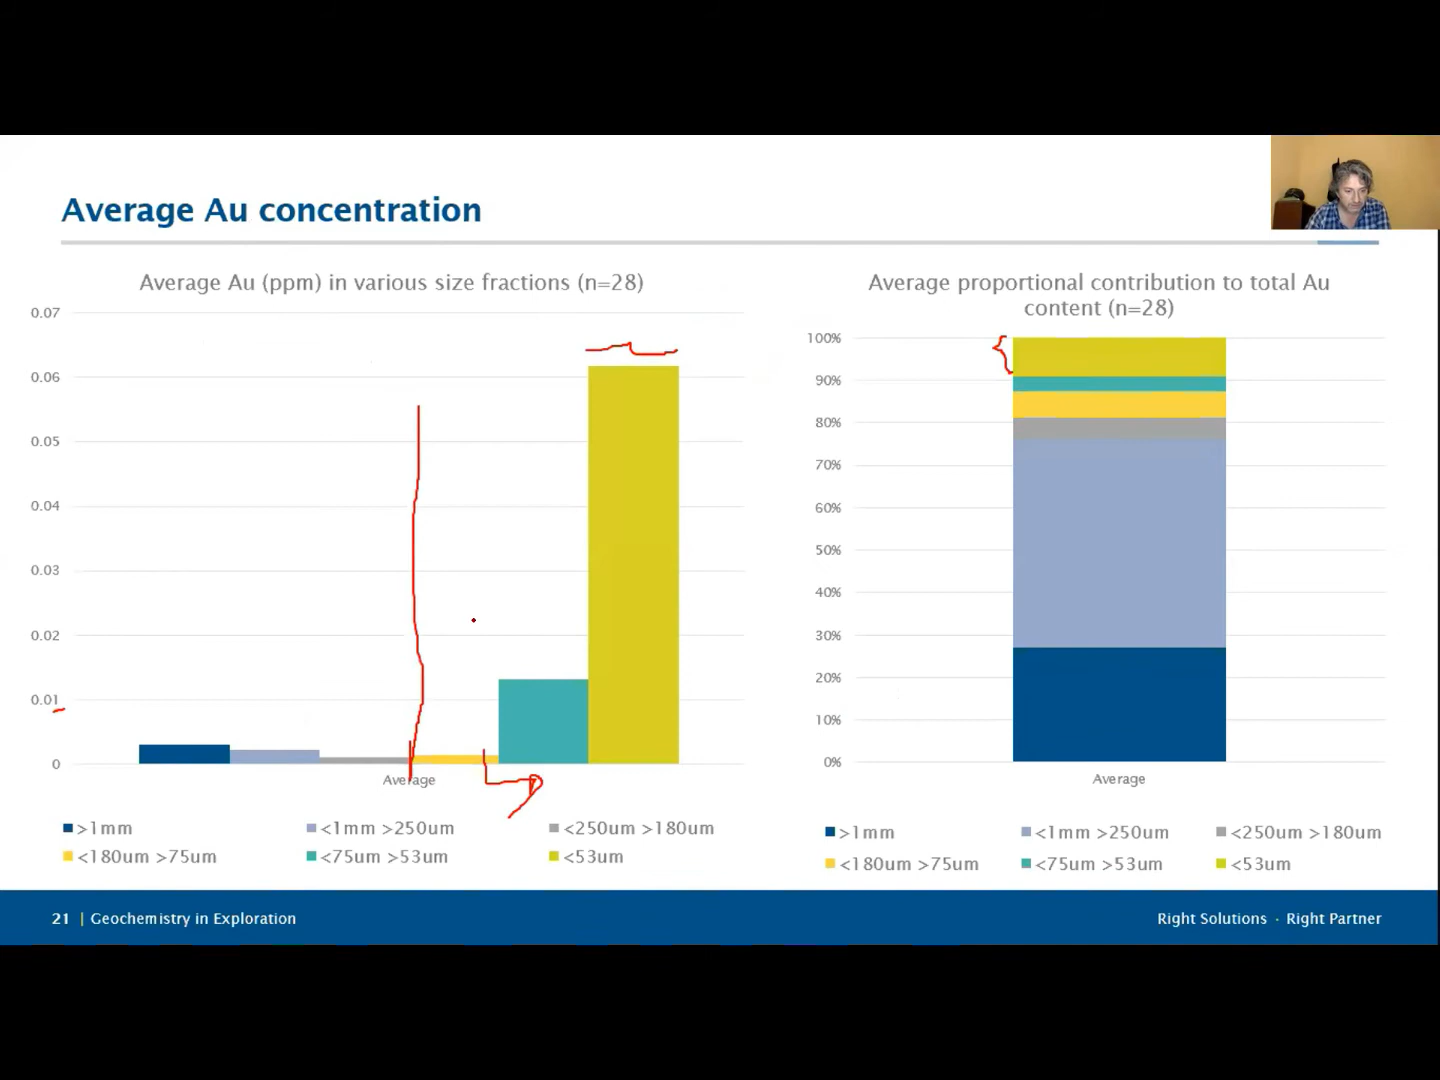 Average Au concentration
Average Au (ppm) in various size fractions (n=28)
0.07
0.06
0.05
0.04
0.03
0.02
0.01
0
Average
>1mm
<1mm >250um
<250um >180um
<180um >75um
<75um >53um
<53um
Average proportional contribution to total Au
content (n=28)
100%
90%
80%
70%
60%
50%
40%
30%
20%
10%
0%
Average
>1mm
<1mm >250um
<250um >180um
<180um >75um
<75um >53um
<53um
21 | Geochemistry in Exploration
Right Solutions · Right Partner